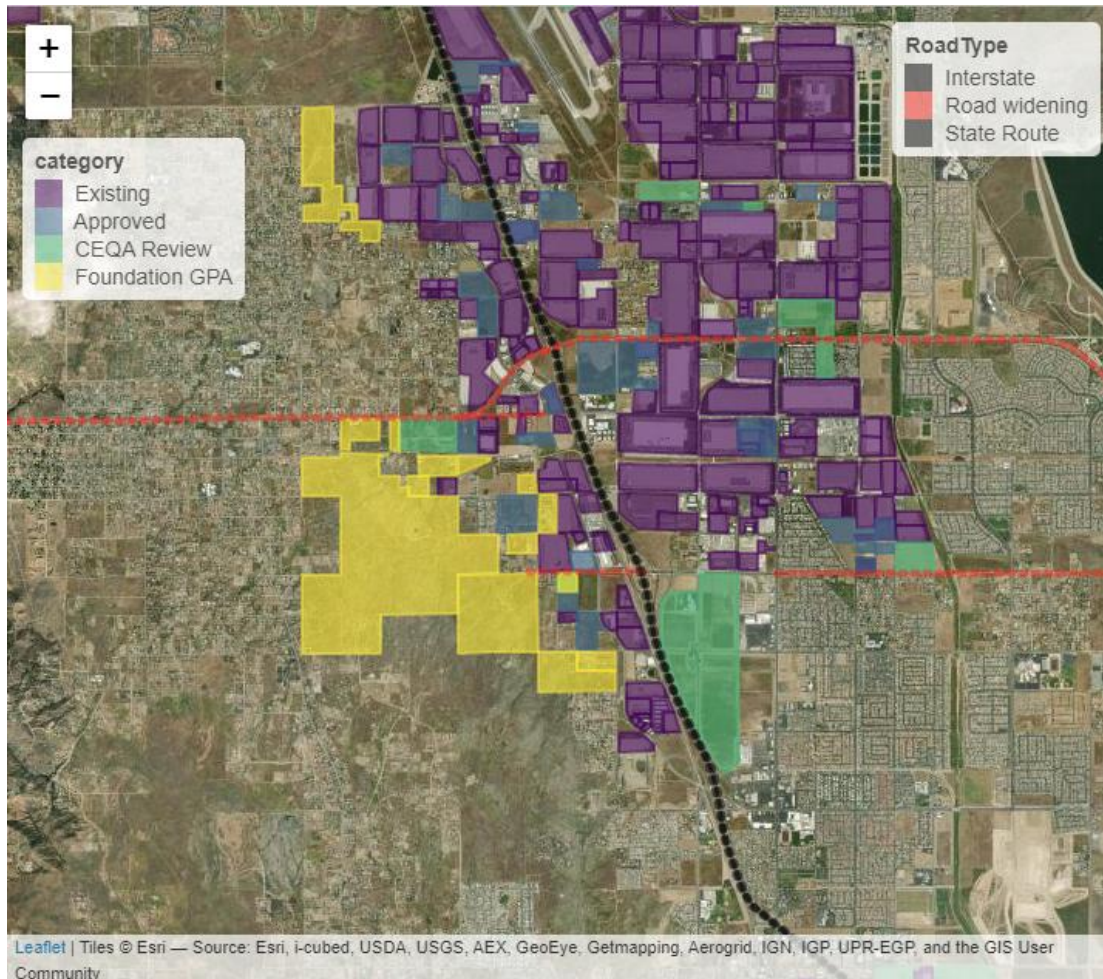 +
−
category
Existing
Approved
CEQA Review
Foundation GPA
RoadType
Interstate
Road widening
State Route
Leaflet | Tiles © Esri — Source: Esri, i-cubed, USDA, USGS, AEX, GeoEye, Getmapping, Aerogrid, IGN, IGP, UPR-EGP, and the GIS User
Community